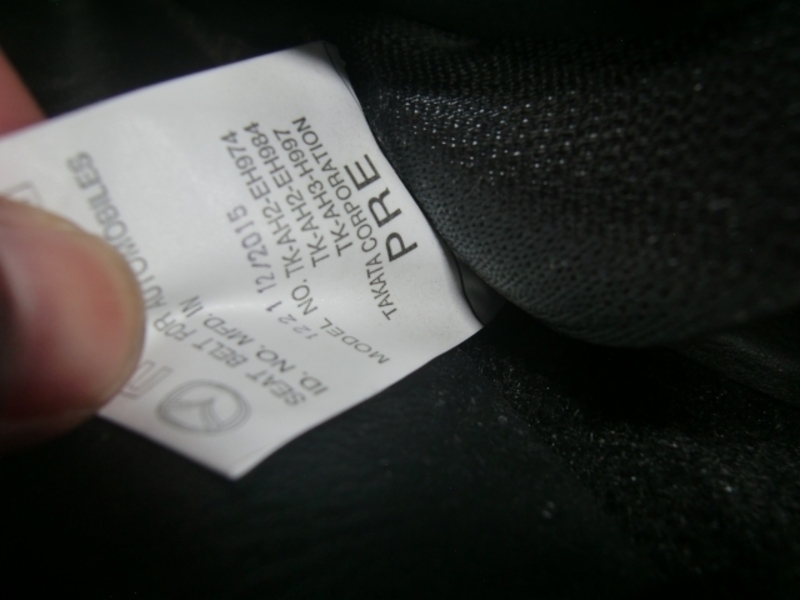 SEAT BELT FOR AUTOMOBILES
ID. NO. MFD. IN
1221 12/2015
MODEL NO. TK-AH2-EH974
TK-AH2-EH984
TK-AH3-H997
TAKATA CORPORATION
PRE